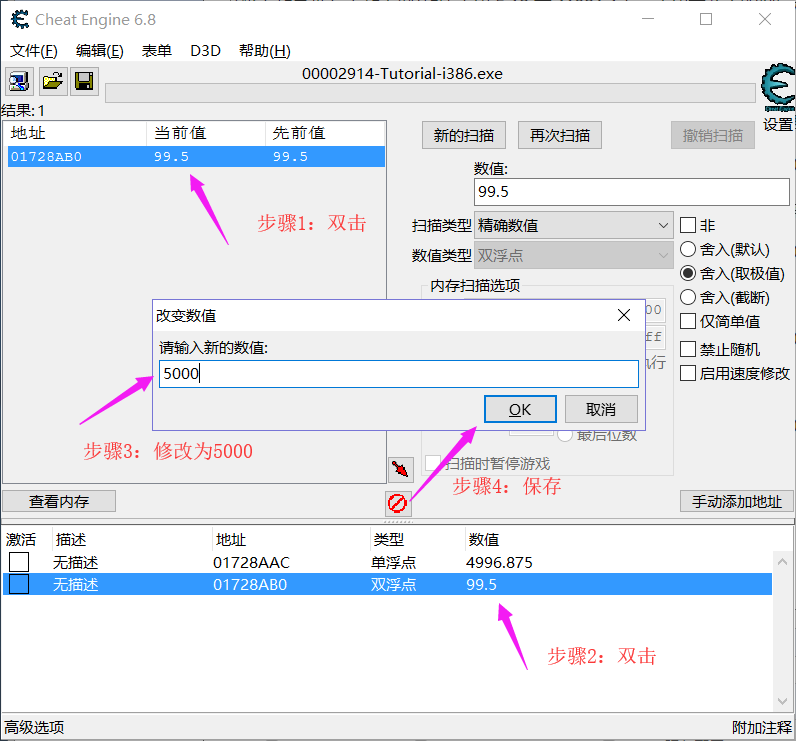 Cheat Engine 6.8
文件(F) 编辑(E) 表单 D3D 帮助(H)
00002914-Tutorial-i386.exe
结果: 1
设置
地址 当前值 先前值
01728AB0 99.5 99.5
步骤1：双击
新的扫描 再次扫描 撤销扫描
数值:
99.5
扫描类型 精确数值
数值类型 双浮点
非
舍入(默认)
舍入(取极值)
舍入(截断)
仅简单值
禁止随机
启用速度修改
内存扫描选项
00
ff
行
改变数值
请输入新的数值:
5000
OK 取消
步骤3：修改为5000
最后位数
扫描时暂停游戏
步骤4：保存
查看内存 手动添加地址
激活 描述 地址 类型 数值
无描述 01728AAC 单浮点 4996.875
无描述 01728AB0 双浮点 99.5
步骤2：双击
高级选项 附加注释